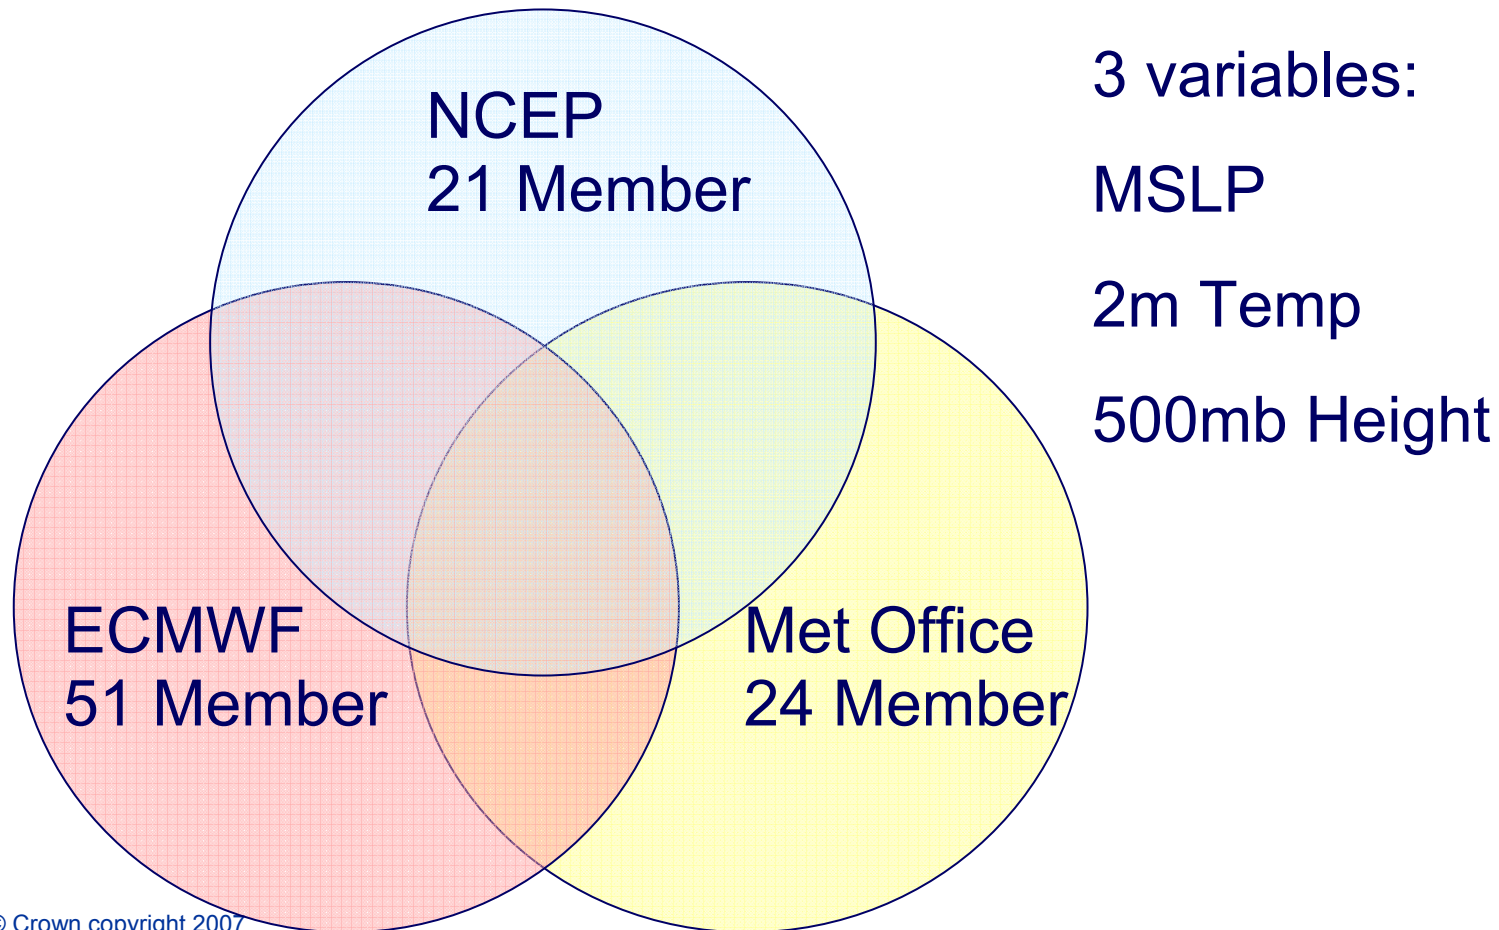 NCEP
21 Member
3 variables:
MSLP
2m Temp
500mb Height
ECMWF
51 Member
Met Office
24 Member
© Crown copyright 2007